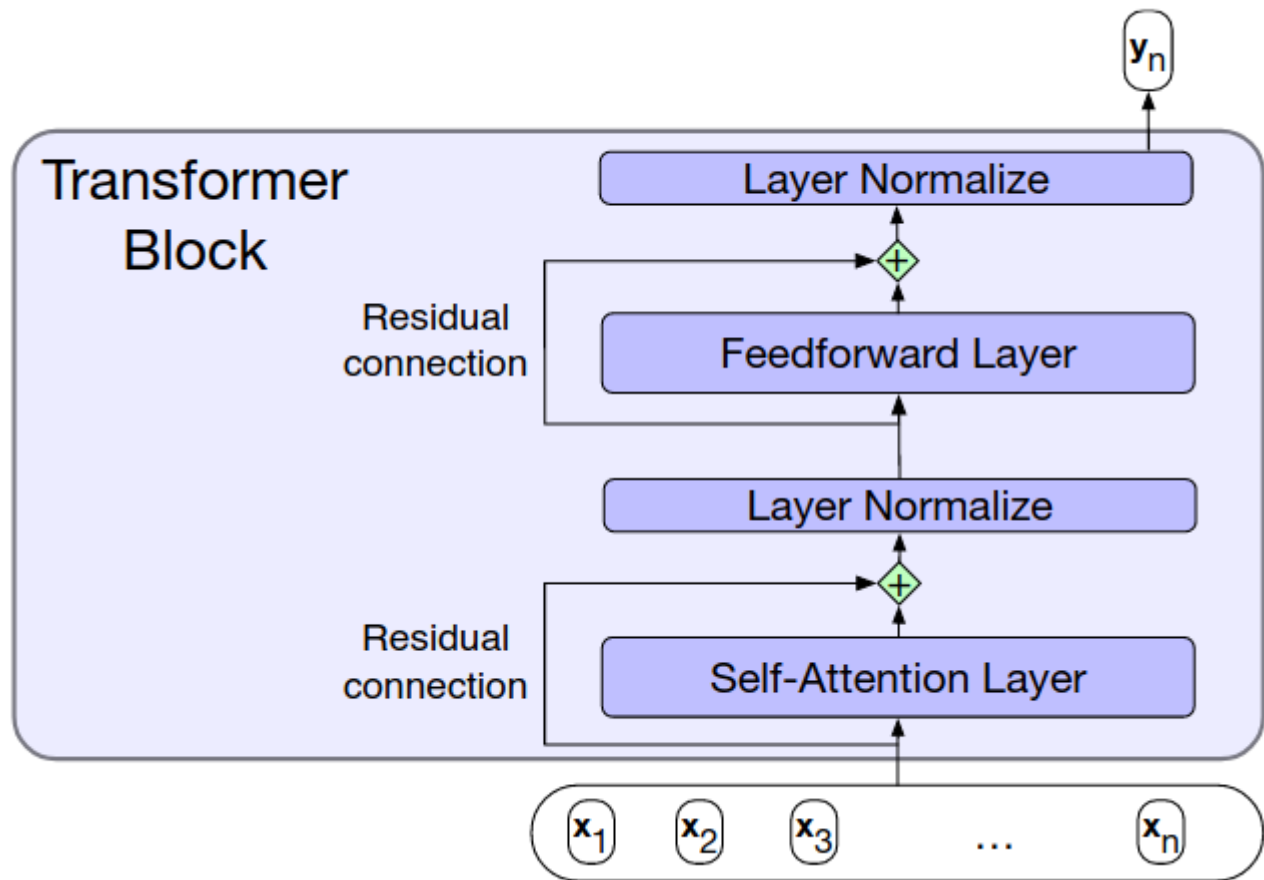 yn
Transformer
Block
Layer Normalize
+
Residual
connection
Feedforward Layer
Layer Normalize
+
Residual
connection
Self-Attention Layer
x1 x2 x3 ... xn